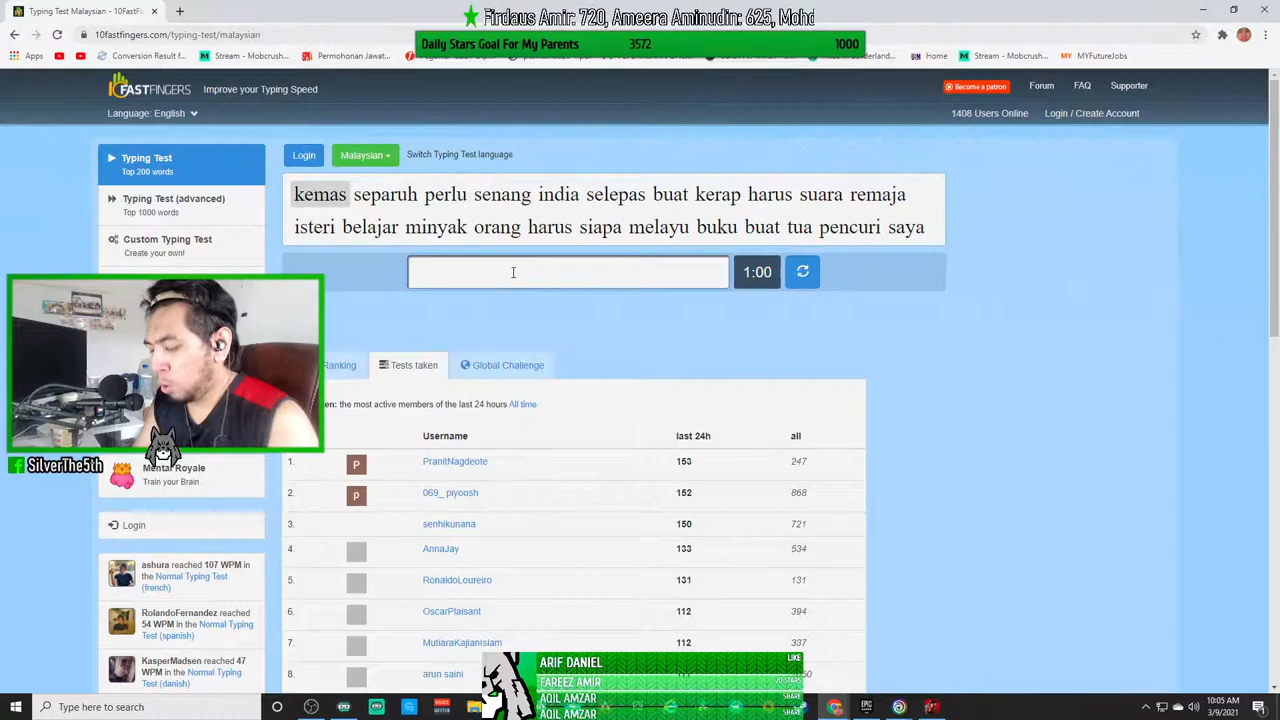 Typing Test Malaysian - 10FastFi
Firdaus Amir: 720, Ameera Aminudin: 625, Mohd
10fastfingers.com/typing-test/malaysian
Daily Stars Goal For My Parents 3572 1000
Apps
Conversion Result f...
Stream - Mobcrush...
Permohonan Jawat...
Home
Stream - Mobcrush...
MYFutureJobs
FASTFINGERS Improve your Typing Speed
Become a patron
Forum
FAQ
Supporter
Language: English
1408 Users Online
Login / Create Account
Typing Test
Top 200 words
Typing Test (advanced)
Top 1000 words
Custom Typing Test
Create your own!
Login
Malaysian
Switch Typing Test language
kemas separuh perlu senang india selepas buat kerap harus suara remaja
isteri belajar minyak orang harus siapa melayu buku buat tua pencuri saya
1:00
Ranking
Tests taken
Global Challenge
the most active members of the last 24 hours All time
Username last 24h all
1. P PranitNagdeote 153 247
2. p 069_ piyoosh 152 868
3. senhikunana 150 721
4. AnnaJay 133 534
5. RonaldoLoureiro 131 131
6. OscarPlaisant 112 394
7. MutiaraKajianIslam 112 337
8. arun saini
SilverThe5th
Mental Royale
Train your Brain
Login
ashura reached 107 WPM in
the Normal Typing Test
(french)
RolandoFernandez reached
54 WPM in the Normal Typing
Test (spanish)
KasperMadsen reached 47
WPM in the Normal Typing
Test (danish)
ARIF DANIEL LIKE
FAREEZ AMIR 20 STARS
AQIL AMZAR SHARE
AQIL AMZAR SHARE
Type here to search
10:05 AM
3/9/2021